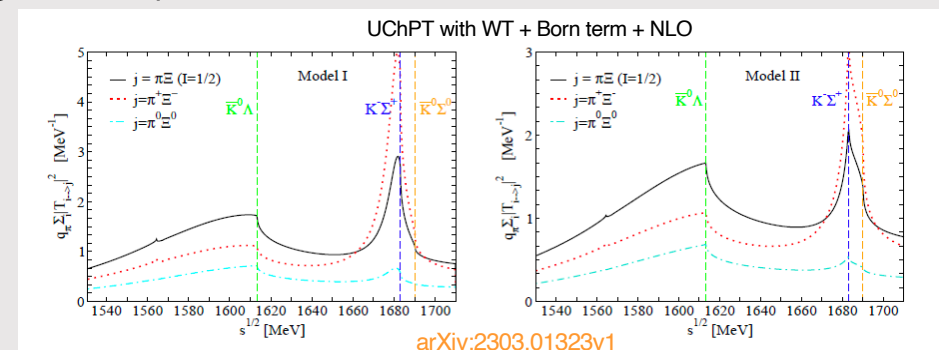 UChPT with WT + Born term + NLO
5
4
3
2
1
0
q_π Σ_i|T_{i-->j}|² [MeV⁻¹]
j = πΞ (I=1/2)
j=π⁺Ξ⁻
j=π⁰Ξ⁰
Model I
K̅⁰Λ
K⁻Σ⁺
K̅⁰Σ⁰
1540 1560 1580 1600 1620 1640 1660 1680 1700
s^{1/2} [MeV]
3
2
1
0
q_π Σ_i|T_{i-->j}|² [MeV⁻¹]
j = πΞ (I=1/2)
j=π⁺Ξ⁻
j=π⁰Ξ⁰
Model II
K̅⁰Λ
K⁻Σ⁺
K̅⁰Σ⁰
1540 1560 1580 1600 1620 1640 1660 1680 1700
s^{1/2} [MeV]
arXiv:2303.01323v1